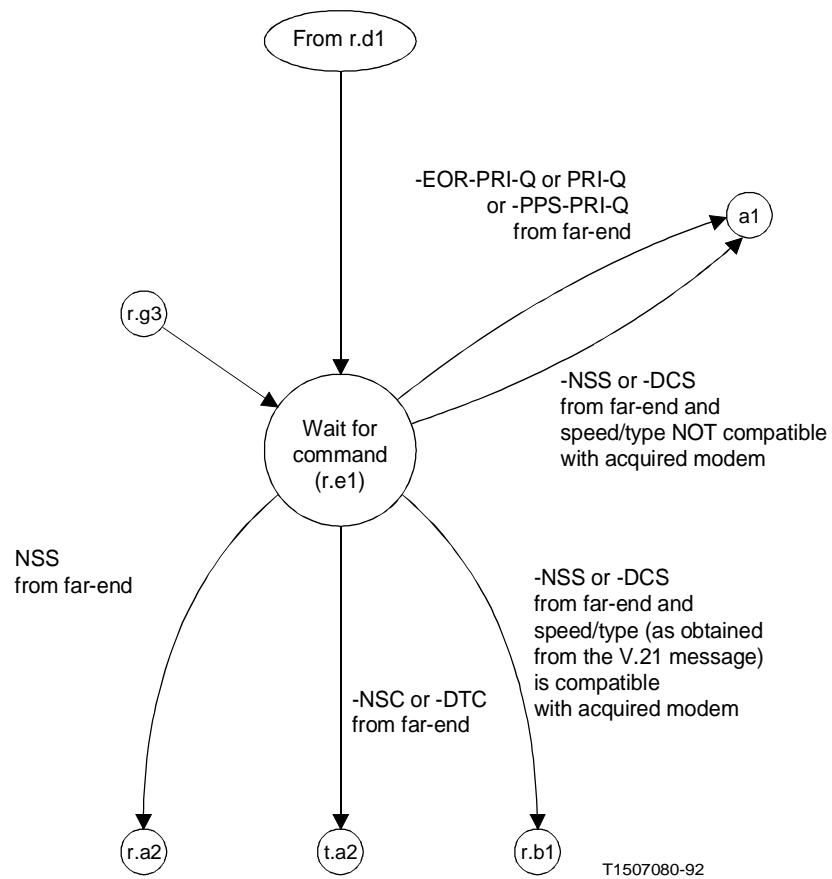 From r.d1
-EOR-PRI-Q or PRI-Q
or -PPS-PRI-Q
from far-end
a1
r.g3
-NSS or -DCS
from far-end and
speed/type NOT compatible
with acquired modem
Wait for
command
(r.e1)
NSS
from far-end
-NSC or -DTC
from far-end
-NSS or -DCS
from far-end and
speed/type (as obtained
from the V.21 message)
is compatible
with acquired modem
r.a2
t.a2
r.b1
T1507080-92